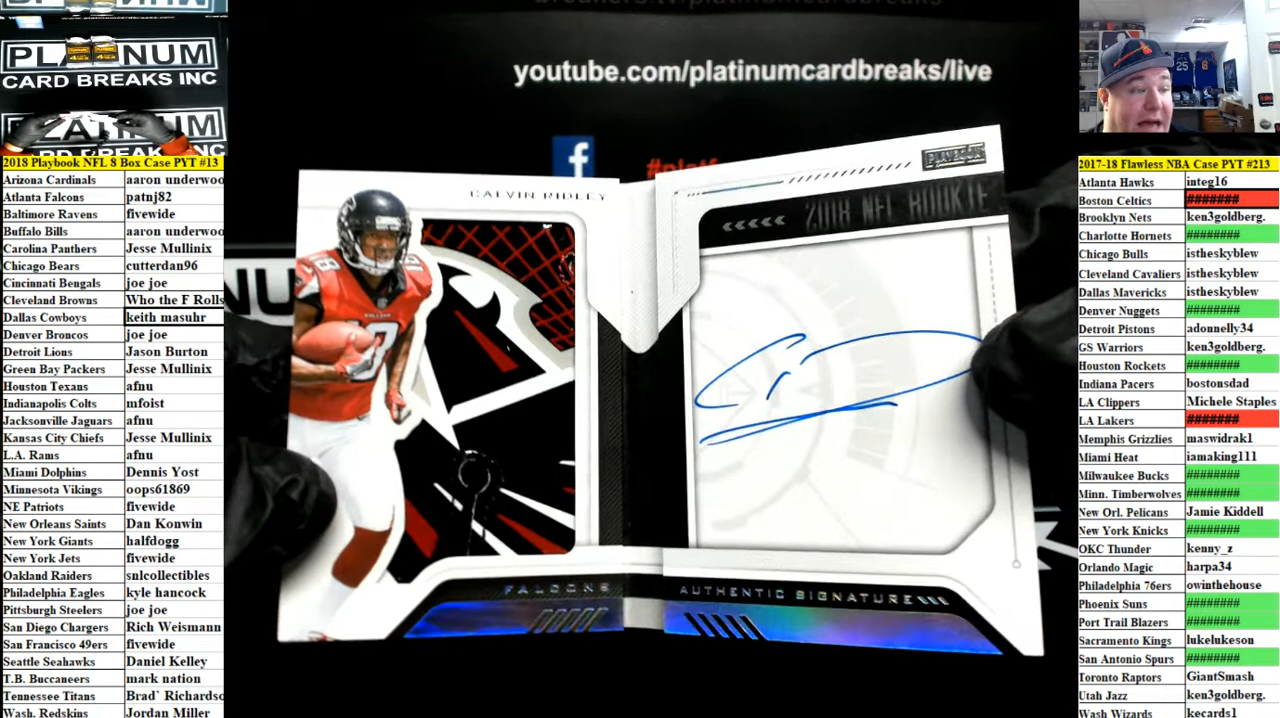 breakers.tv/platinumcardbreaks
youtube.com/platinumcardbreaks/live
PLATINUM
CARD BREAKS INC
PLATINUM
2018 Playbook NFL 8 Box Case PYT #13
Arizona Cardinals aaron underwoo
Atlanta Falcons patnj82
Baltimore Ravens fivewide
Buffalo Bills aaron underwoo
Carolina Panthers Jesse Mullinix
Chicago Bears cutterdan96
Cincinnati Bengals joe joe
Cleveland Browns Who the F Rolls
Dallas Cowboys keith masuhr
Denver Broncos joe joe
Detroit Lions Jason Burton
Green Bay Packers Jesse Mullinix
Houston Texans afnu
Indianapolis Colts mfoist
Jacksonville Jaguars afnu
Kansas City Chiefs Jesse Mullinix
L.A. Rams afnu
Miami Dolphins Dennis Yost
Minnesota Vikings oops61869
NE Patriots fivewide
New Orleans Saints Dan Konwin
New York Giants halfdogg
New York Jets fivewide
Oakland Raiders snlcollectibles
Philadelphia Eagles kyle hancock
Pittsburgh Steelers joe joe
San Diego Chargers Rich Weismann
San Francisco 49ers fivewide
Seattle Seahawks Daniel Kelley
T.B. Buccaneers mark nation
Tennessee Titans Brad` Richardso
Wash. Redskins Jordan Miller
CALVIN RIDLEY
18
FALCONS
PLAYBOOK
2018 NFL ROOKIE
AUTHENTIC SIGNATURE
NU
25
8
2017-18 Flawless NBA Case PYT #213
Atlanta Hawks integ16
Boston Celtics #######
Brooklyn Nets ken3goldberg.
Charlotte Hornets ########
Chicago Bulls istheskyblew
Cleveland Cavaliers istheskyblew
Dallas Mavericks istheskyblew
Denver Nuggets ########
Detroit Pistons adonnelly34
GS Warriors ken3goldberg.
Houston Rockets ########
Indiana Pacers bostonsdad
LA Clippers Michele Staples
LA Lakers #######
Memphis Grizzlies maswidrak1
Miami Heat iamaking111
Milwaukee Bucks ########
Minn. Timberwolves ########
New Orl. Pelicans Jamie Kiddell
New York Knicks ########
OKC Thunder kenny_z
Orlando Magic harpa34
Philadelphia 76ers owinthehouse
Phoenix Suns ########
Port Trail Blazers ########
Sacramento Kings lukelukeson
San Antonio Spurs ########
Toronto Raptors GiantSmash
Utah Jazz ken3goldberg.
Wash Wizards kecards1